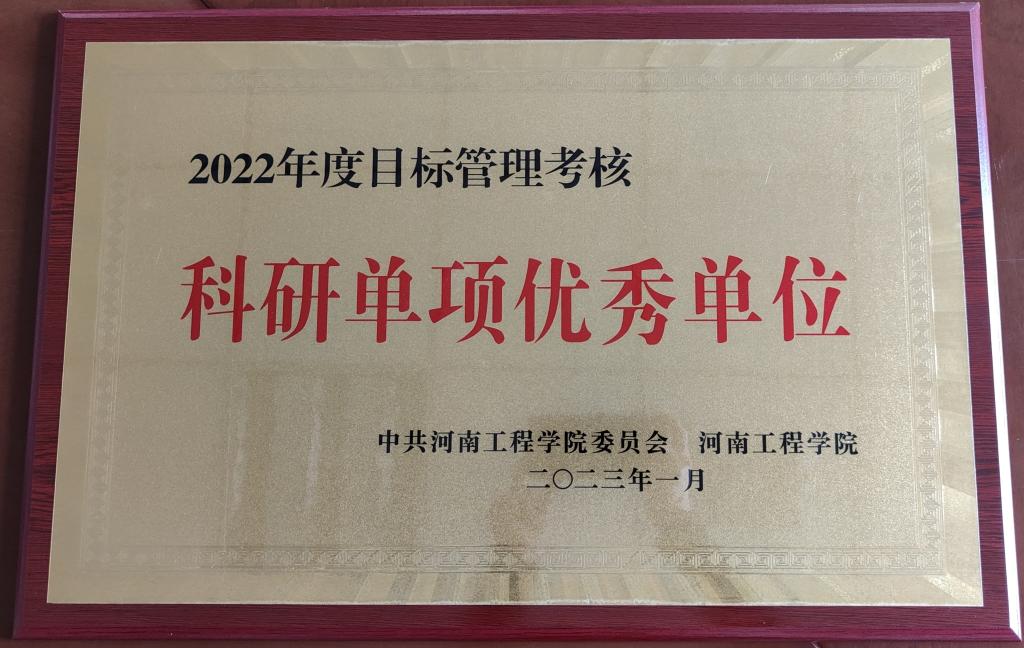 2022年度目标管理考核
科研单项优秀单位
中共河南工程学院委员会 河南工程学院
二〇二三年一月